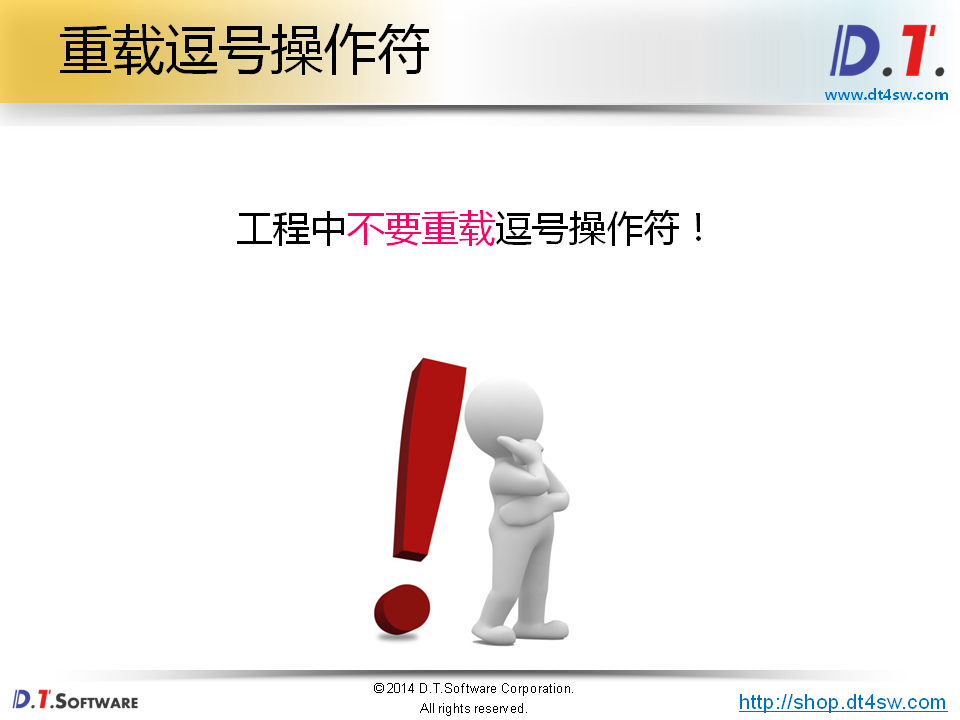 重载逗号操作符
D.T.
www.dt4sw.com
工程中不要重载逗号操作符！
D.T.SOFTWARE
©2014 D.T.Software Corporation.
All rights reserved.
http://shop.dt4sw.com